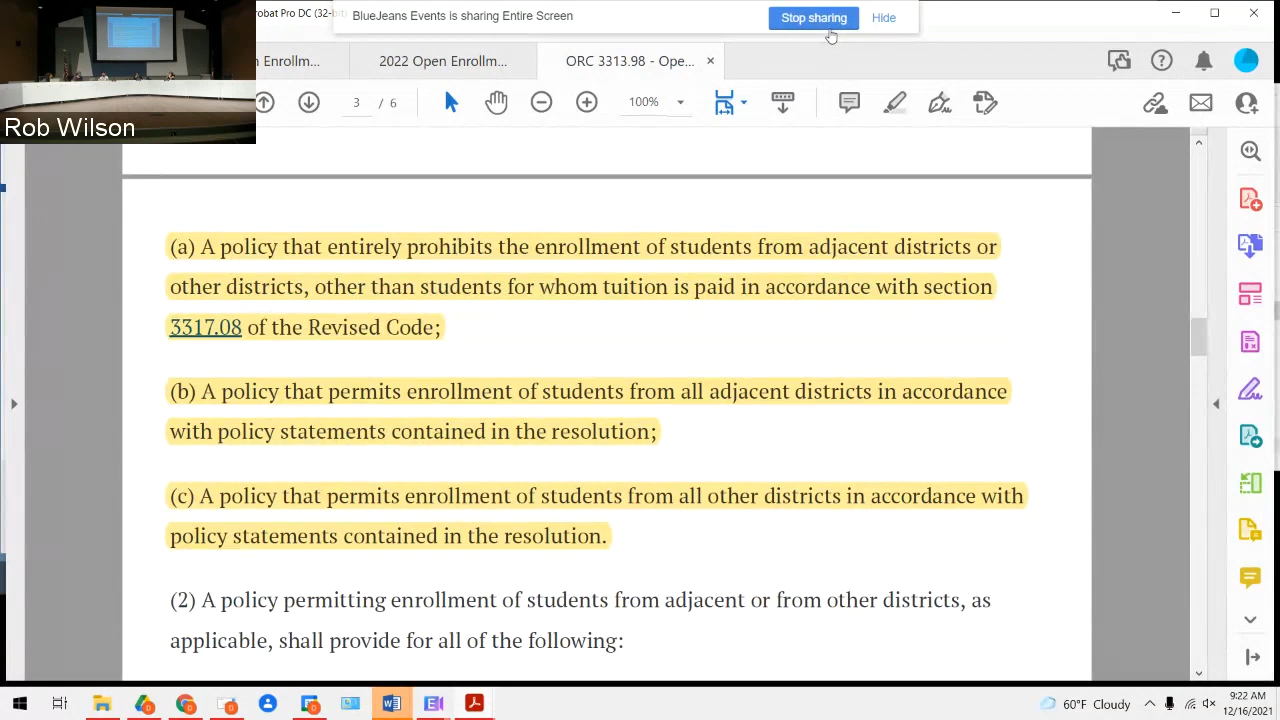 robat Pro DC (32-bit)
BlueJeans Events is sharing Entire Screen
Stop sharing
Hide
n Enrollm...
2022 Open Enrollm...
ORC 3313.98 - Ope...
Rob Wilson
3 / 6
100%
(a) A policy that entirely prohibits the enrollment of students from adjacent districts or
other districts, other than students for whom tuition is paid in accordance with section
3317.08 of the Revised Code;
(b) A policy that permits enrollment of students from all adjacent districts in accordance
with policy statements contained in the resolution;
(c) A policy that permits enrollment of students from all other districts in accordance with
policy statements contained in the resolution.
(2) A policy permitting enrollment of students from adjacent or from other districts, as
applicable, shall provide for all of the following:
60°F Cloudy
9:22 AM
12/16/2021